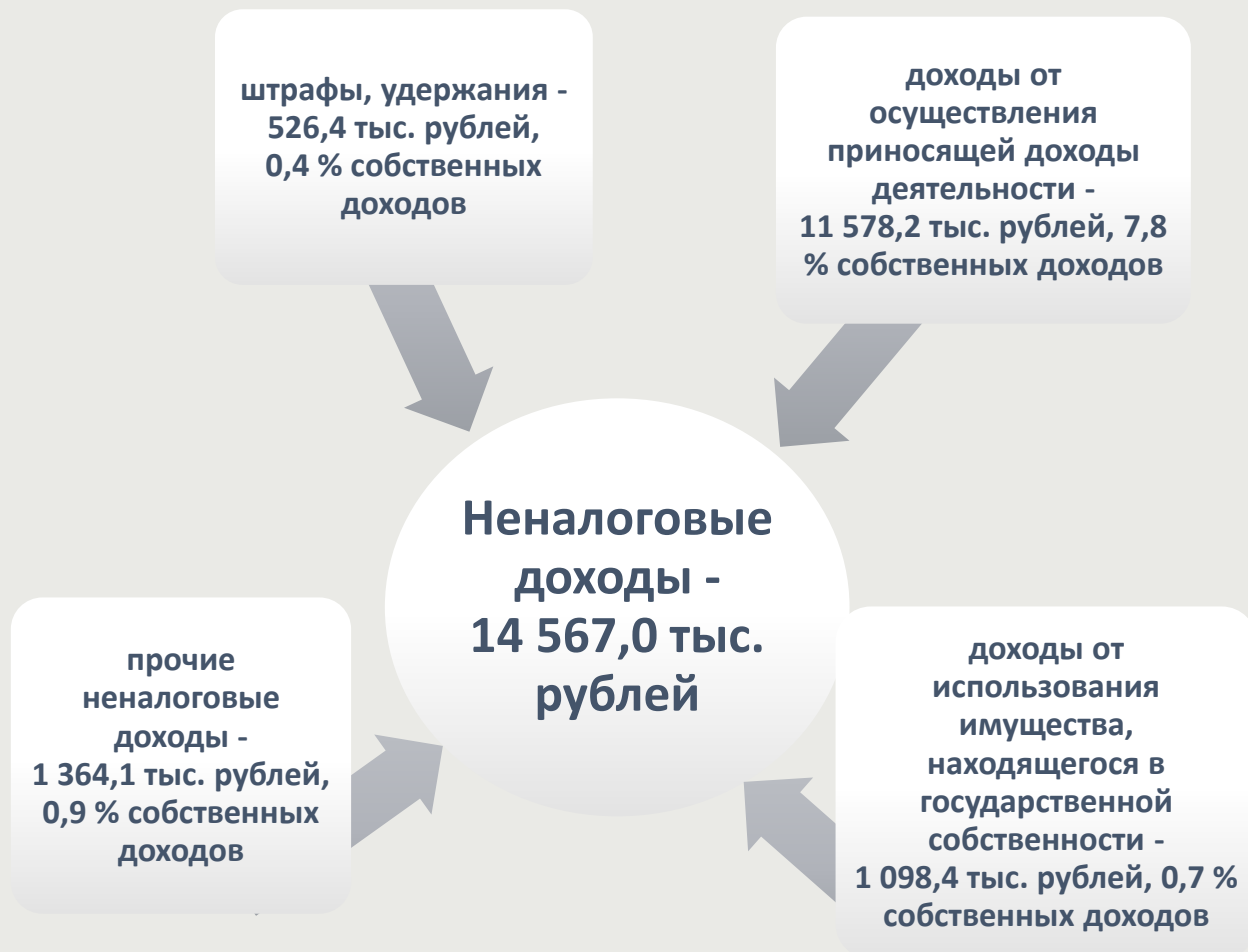 штрафы, удержания -
526,4 тыс. рублей,
0,4 % собственных
доходов
доходы от
осуществления
приносящей доходы
деятельности -
11 578,2 тыс. рублей, 7,8
% собственных доходов
Неналоговые
доходы -
14 567,0 тыс.
рублей
прочие
неналоговые
доходы -
1 364,1 тыс. рублей,
0,9 % собственных
доходов
доходы от
использования
имущества,
находящегося в
государственной
собственности -
1 098,4 тыс. рублей, 0,7 %
собственных доходов